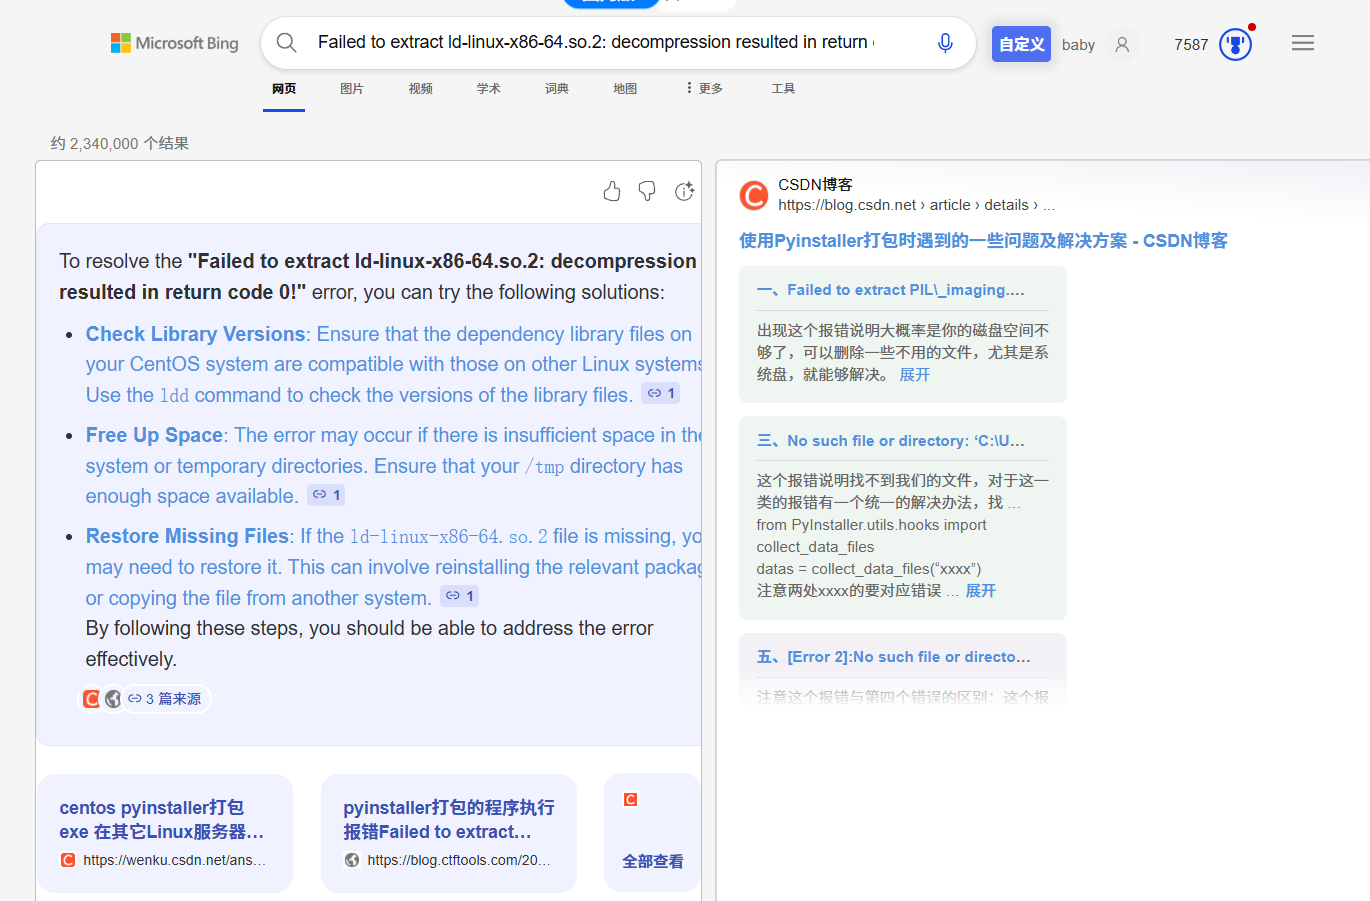 Microsoft Bing
Failed to extract ld-linux-x86-64.so.2: decompression resulted in return
自定义
baby
7587
网页
图片
视频
学术
词典
地图
更多
工具
约 2,340,000 个结果
To resolve the "Failed to extract ld-linux-x86-64.so.2: decompression
resulted in return code 0!" error, you can try the following solutions:
• Check Library Versions: Ensure that the dependency library files on
your CentOS system are compatible with those on other Linux systems
Use the ldd command to check the versions of the library files. 1
• Free Up Space: The error may occur if there is insufficient space in the
system or temporary directories. Ensure that your /tmp directory has
enough space available. 1
• Restore Missing Files: If the ld-linux-x86-64.so.2 file is missing, yo
may need to restore it. This can involve reinstalling the relevant packag
or copying the file from another system. 1
By following these steps, you should be able to address the error
effectively.
3 篇来源
centos pyinstaller打包
exe 在其它Linux服务器...
https://wenku.csdn.net/ans...
pyinstaller打包的程序执行
报错Failed to extract...
https://blog.ctftools.com/20...
全部查看
CSDN博客
https://blog.csdn.net › article › details › ...
使用Pyinstaller打包时遇到的一些问题及解决方案 - CSDN博客
一、Failed to extract PIL\_imaging....
出现这个报错说明大概率是你的磁盘空间不
够了，可以删除一些不用的文件，尤其是系
统盘，就能够解决。 展开
三、No such file or directory: ‘C:\U...
这个报错说明找不到我们的文件，对于这一
类的报错有一个统一的解决办法，找 ...
from PyInstaller.utils.hooks import
collect_data_files
datas = collect_data_files(“xxxx”)
注意两处xxxx的要对应错误 ... 展开
五、[Error 2]:No such file or directo...
注意这个报错与第四个错误的区别：这个报